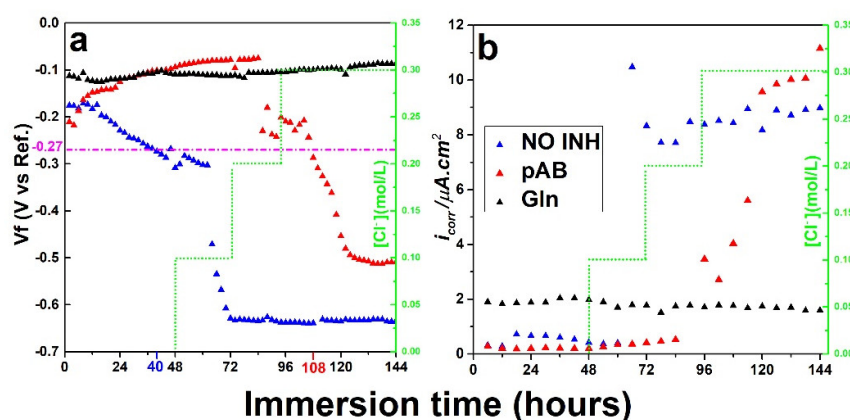 a
Vf (V vs Ref.)
0.0
-0.1
-0.2
-0.27
-0.3
-0.4
-0.5
-0.6
-0.7
0 24 40 48 72 96 108 120 144
0.35
0.30
0.25
0.20
0.15
0.10
0.05
0.00
[Cl-](mol/L)
b
icorr/µA.cm2
12
10
8
6
4
2
0
NO INH
pAB
Gln
0 24 48 72 96 120 144
0.35
0.30
0.25
0.20
0.15
0.10
0.05
0.00
[Cl-](mol/L)
Immersion time (hours)